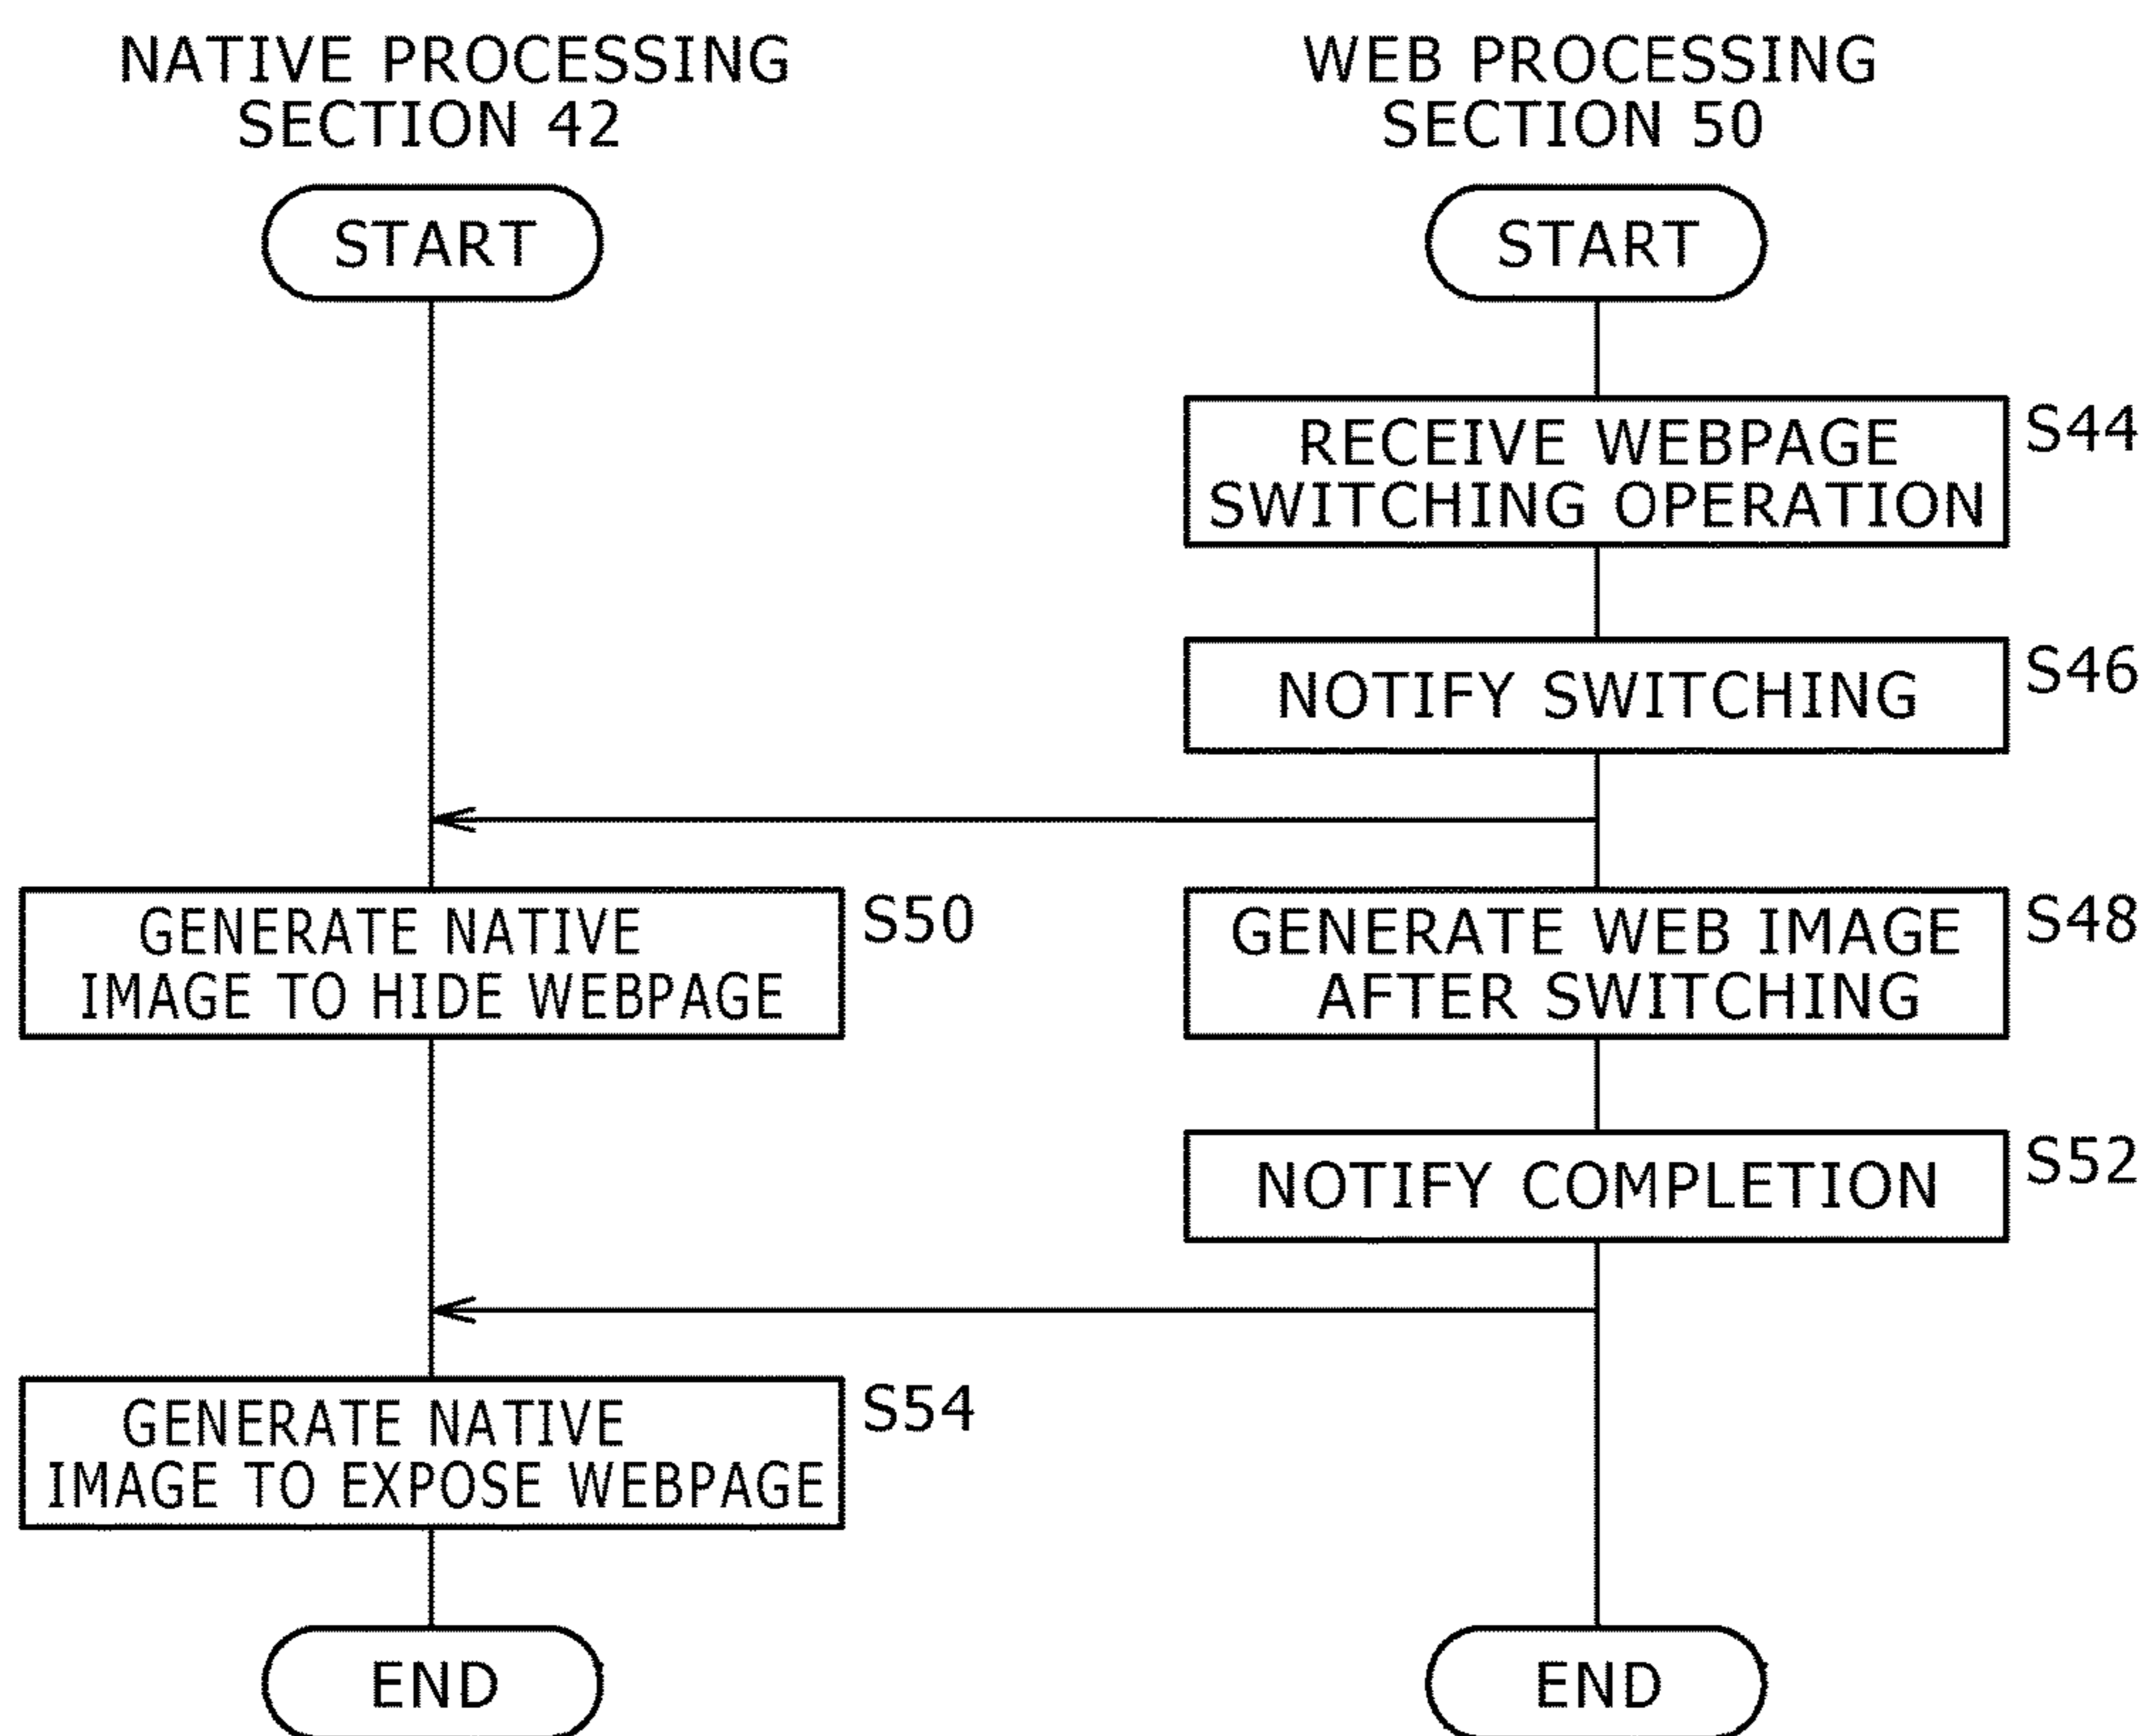 NATIVE PROCESSING
SECTION 42
WEB PROCESSING
SECTION 50
START
START
RECEIVE WEBPAGE
SWITCHING OPERATION
S44
NOTIFY SWITCHING
S46
GENERATE NATIVE
IMAGE TO HIDE WEBPAGE
S50
GENERATE WEB IMAGE
AFTER SWITCHING
S48
NOTIFY COMPLETION
S52
GENERATE NATIVE
IMAGE TO EXPOSE WEBPAGE
S54
END
END